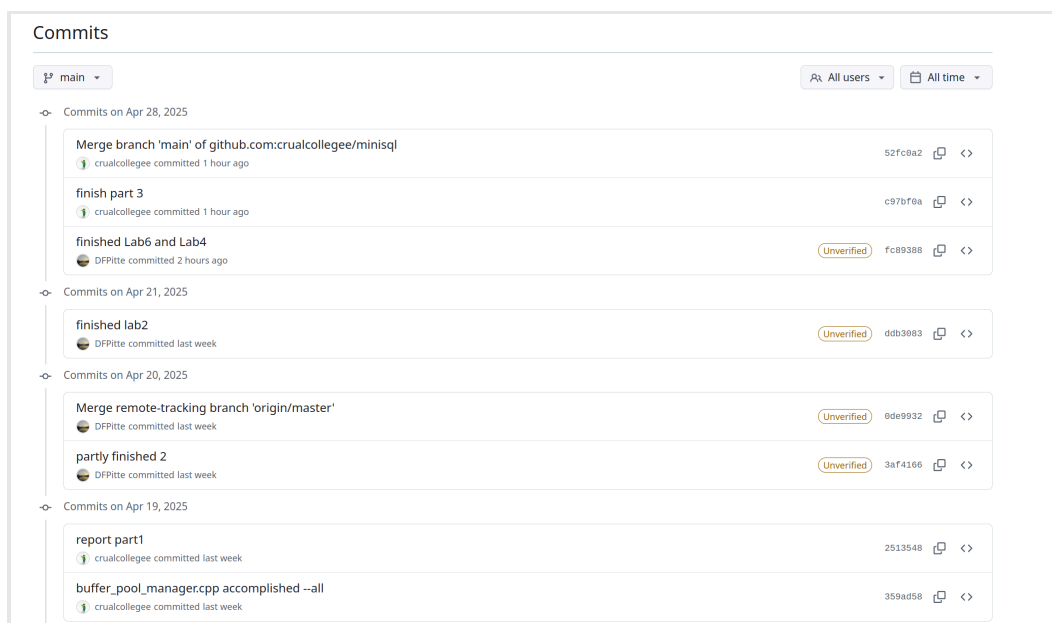 Commits
main
All users
All time
Commits on Apr 28, 2025
Merge branch 'main' of github.com:crualcollegee/minisql
crualcollegee committed 1 hour ago
52fc0a2
finish part 3
crualcollegee committed 1 hour ago
c97bf0a
finished Lab6 and Lab4
DFPitte committed 2 hours ago
Unverified
fc89388
Commits on Apr 21, 2025
finished lab2
DFPitte committed last week
Unverified
ddb3083
Commits on Apr 20, 2025
Merge remote-tracking branch 'origin/master'
DFPitte committed last week
Unverified
0de9932
partly finished 2
DFPitte committed last week
Unverified
3af4166
Commits on Apr 19, 2025
report part1
crualcollegee committed last week
2513548
buffer_pool_manager.cpp accomplished --all
crualcollegee committed last week
359ad58